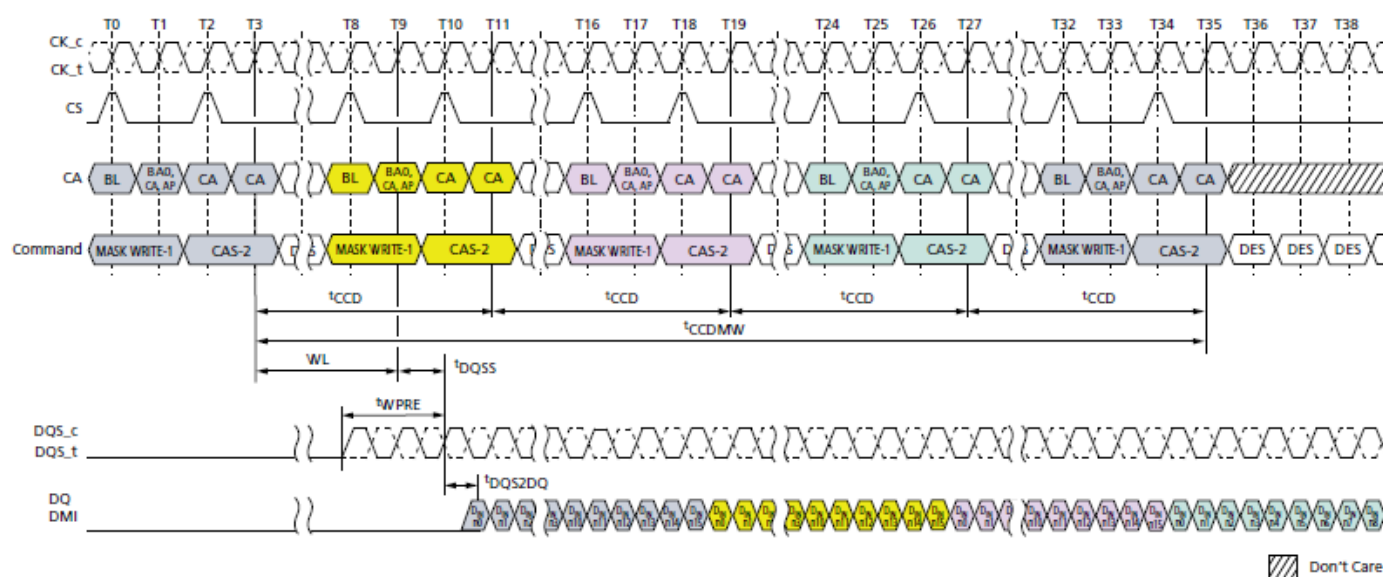 T0 T1 T2 T3 T8 T9 T10 T11 T16 T17 T18 T19 T24 T25 T26 T27 T32 T33 T34 T35 T36 T37 T38
CK_c
CK_t
CS
CA BL BA0, CA, AP CA CA BL BA0, CA, AP CA CA BL BA0, CA, AP CA CA BL BA0, CA, AP CA CA BL BA0, CA, AP CA CA
Command MASK WRITE-1 CAS-2 MASK WRITE-1 CAS-2 MASK WRITE-1 CAS-2 MASK WRITE-1 CAS-2 MASK WRITE-1 CAS-2 DES DES DES
tCCD tCCD tCCD tCCD
tCCDMW
WL tDQSS
tWPRE
DQS_c
DQS_t
tDQS2DQ
DQ
DMI
Don't Care